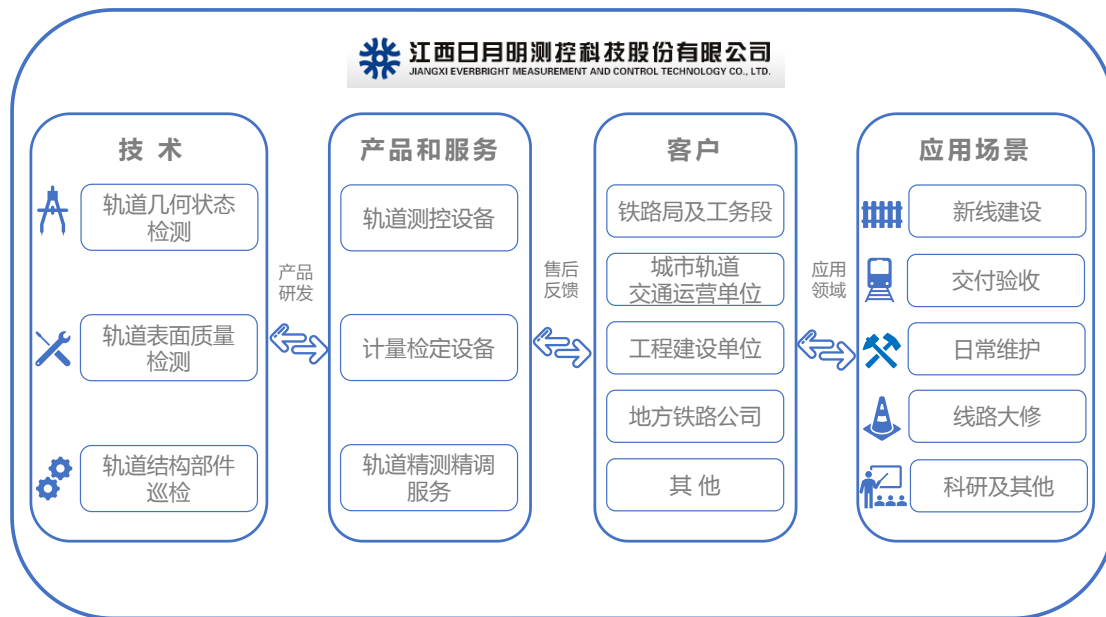 江西日月明测控科技股份有限公司
JIANGXI EVERBRIGHT MEASUREMENT AND CONTROL TECHNOLOGY CO., LTD.
技 术
轨道几何状态
检测
轨道表面质量
检测
轨道结构部件
巡检
产品
研发
产品和服务
轨道测控设备
计量检定设备
轨道精测精调
服务
售后
反馈
客户
铁路局及工务段
城市轨道
交通运营单位
工程建设单位
地方铁路公司
其 他
应用
领域
应用场景
新线建设
交付验收
日常维护
线路大修
科研及其他